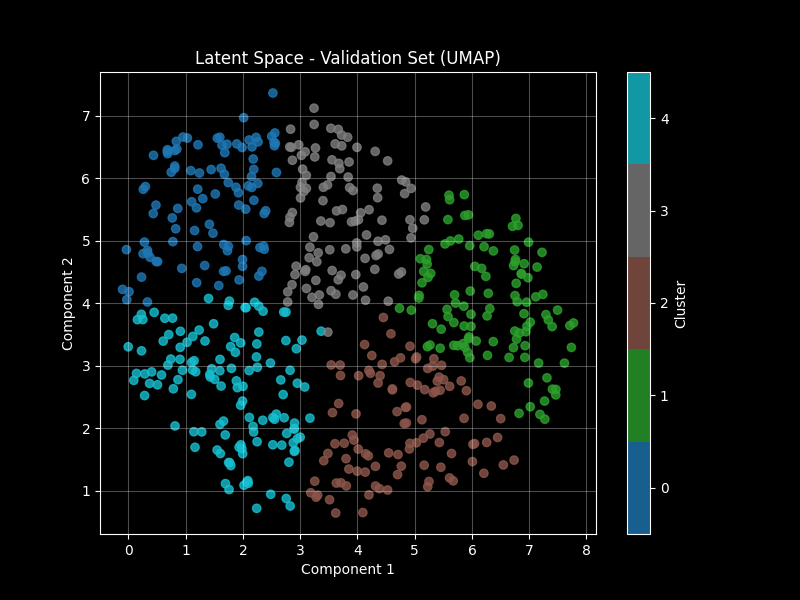 Latent Space - Validation Set (UMAP)
7
6
5
4
3
2
1
Component 2
0 1 2 3 4 5 6 7 8
Component 1
4
3
2
1
0
Cluster